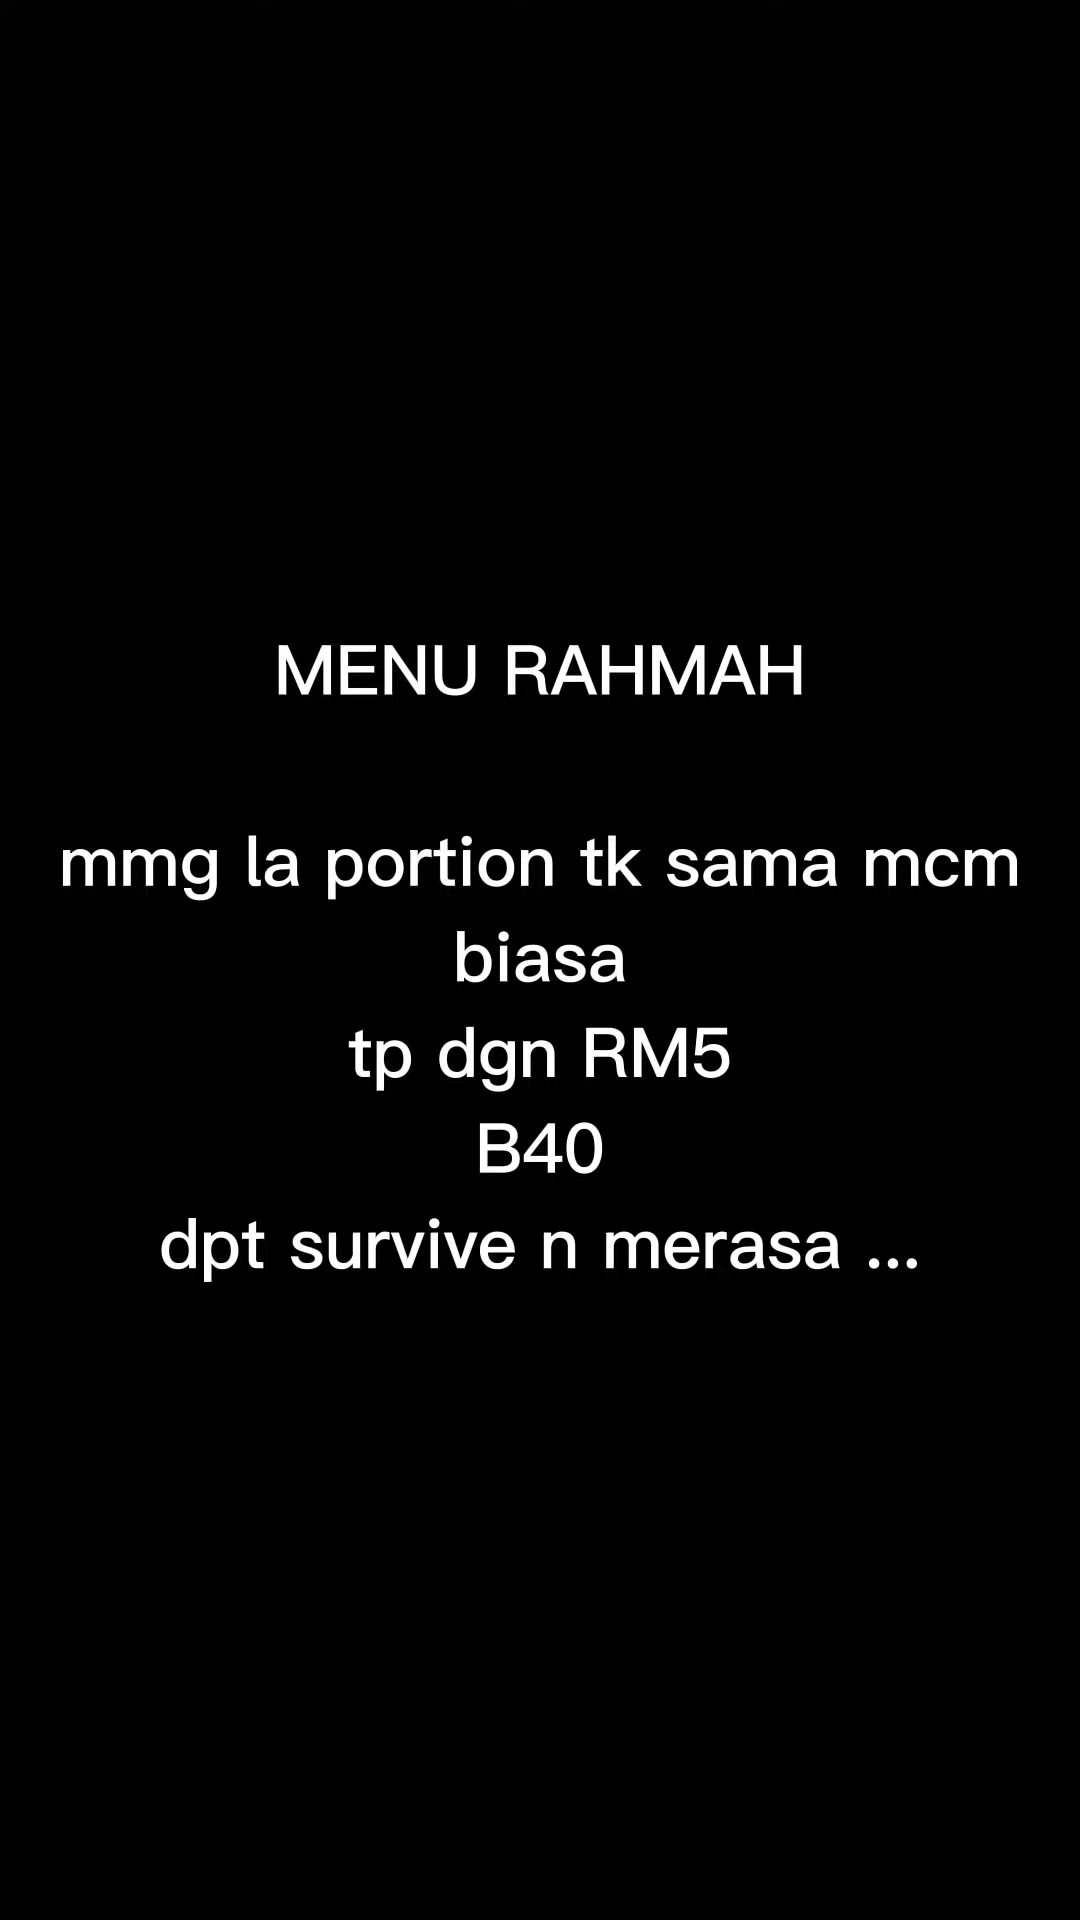 MENU RAHMAH
mmg la portion tk sama mcm
biasa
tp dgn RM5
B40
dpt survive n merasa ...